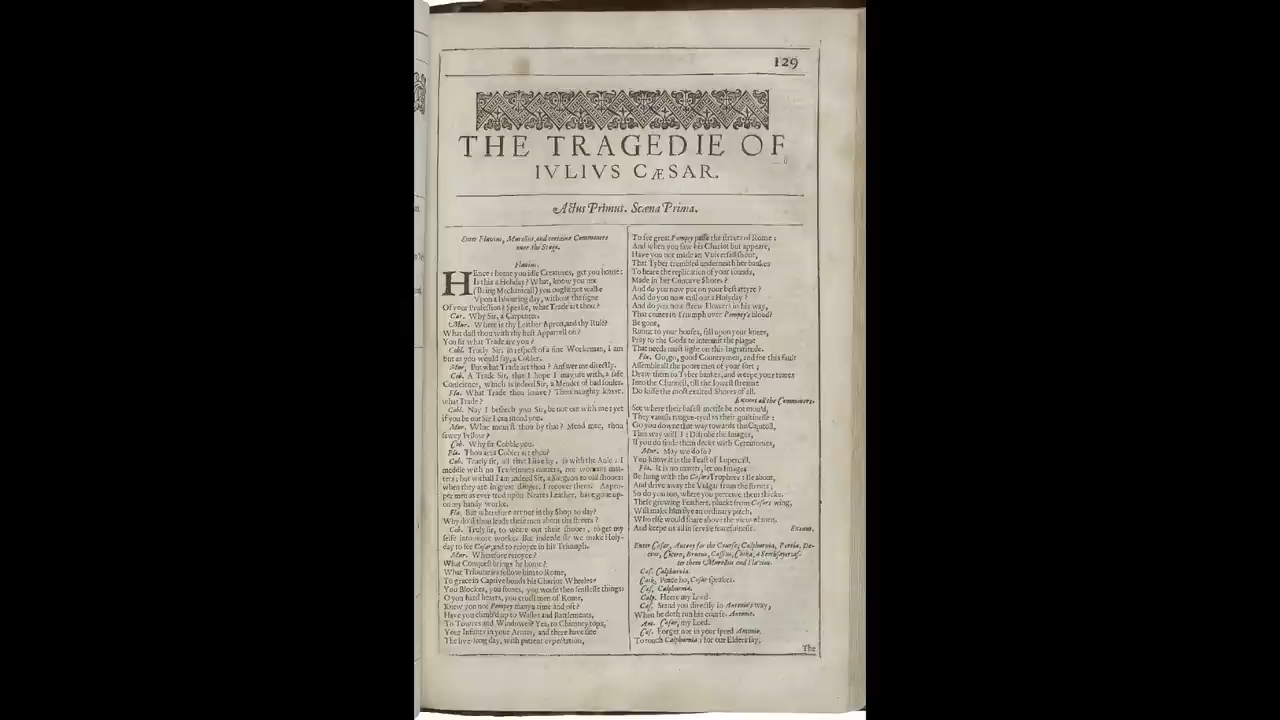 129
THE TRAGEDIE OF
IVLIVS CÆSAR.
Actus Primus. Scœna Prima.
Enter Flauius, Murellus, and certaine Commoners
ouer the Stage.
Flauius.
HEnce: home you idle Creatures, get you home:
Is this a Holiday? What, know you not
(Being Mechanicall) you ought not walke
Vpon a labouring day, without the signe
Of your Profession? Speake, what Trade art thou?
Car. Why Sir, a Carpenter.
Mur. Where is thy Leather Apron, and thy Rule?
What dost thou with thy best Apparrell on?
You sir, what Trade are you?
Cobl. Truely Sir, in respect of a fine Workman, I am
but as you would say, a Cobler.
Mur. But what Trade art thou? Answer me directly.
Cob. A Trade Sir, that I hope I may vse, with a safe
Conscience, which is indeed Sir, a Mender of bad soules.
Fla. What Trade thou knaue? Thou naughty knaue,
what Trade?
Cobl. Nay I beseech you Sir, be not out with me: yet
if you be out Sir, I can mend you.
Mur. What mean'st thou by that? Mend mee, thou
sawcy Fellow?
Cob. Why sir, Cobble you.
Fla. Thou art a Cobler, art thou?
Cob. Truly sir, all that I liue by, is with the Aule: I
meddle with no Tradesmans matters, nor womens mat-
ters; but withal I am indeed Sir, a Surgeon to old shooes:
when they are in great danger, I recouer them. As pro-
per men as euer trod vpon Neats Leather, haue gone vp-
on my handy-worke.
Fla. But wherefore art not in thy Shop to day?
Why do'st thou leade these men about the streets?
Cob. Truly sir, to weare out their shooes, to get my
selfe into more worke. But indeede sir, we make Holy-
day to see Cæsar, and to reioyce in his Triumph.
Mur. Wherefore reioyce?
What Conquest brings he home?
What Tributaries follow him to Rome,
To grace in Captiue bonds his Chariot Wheeles?
You Blockes, you stones, you worse then senslesse things:
O you hard hearts, you cruell men of Rome,
Knew you not Pompey many a time and oft?
Haue you climb'd vp to Walles and Battlements,
To Towres and Windowes? Yea, to Chimney tops,
Your Infants in your Armes, and there haue sate
The liue-long day, with patient expectation,
To see great Pompey passe the streets of Rome:
And when you saw his Chariot but appeare,
Haue you not made an Vniuersall shout,
That Tyber trembled vnderneath her bankes
To heare the replication of your sounds,
Made in her Concaue Shores?
And do you now put on your best attyre?
And do you now cull out a Holyday?
And do you now strew Flowers in his way,
That comes in Triumph ouer Pompeyes blood?
Be gone,
Runne to your houses, fall vpon your knees,
Pray to the Gods to intermit the plague
That needs must light on this Ingratitude.
Fla. Go, go, good Countrymen, and for this fault
Assemble all the poore men of your sort;
Draw them to Tyber bankes, and weepe your teares
Into the Channell, till the lowest streame
Do kisse the most exalted Shores of all.
Exeunt all the Commoners.
See where their basest mettle be not mou'd,
They vanish tongue-tyed in their guiltinesse:
Go you downe that way towards the Capitoll,
This way will I: Disrobe the Images,
If you do finde them deckt with Ceremonies.
Mur. May we do so?
You know it is the Feast of Lupercall.
Fla. It is no matter, let no Images
Be hung with Cæsars Trophees: Ile about,
And driue away the Vulgar from the streets;
So do you too, where you perceiue them thicke.
These growing Feathers, pluckt from Cæsars wing,
Will make him flye an ordinary pitch,
Who else would soare aboue the view of men,
And keepe vs all in seruile fearefulnesse. Exeunt.
Enter Cæsar, Antony for the Course, Calphurnia, Portia, De-
cius, Cicero, Brutus, Cassius, Caska, a Soothsayer: af-
ter them Murellus and Flauius.
Cæs. Calphurnia.
Cask. Peace ho, Cæsar speakes.
Cæs. Calphurnia.
Calp. Heere my Lord.
Cæs. Stand you directly in Antonio's way,
When he doth run his course. Antonio.
Ant. Cæsar, my Lord.
Cæs. Forget not in your speed Antonio,
To touch Calphurnia: for our Elders say,
The